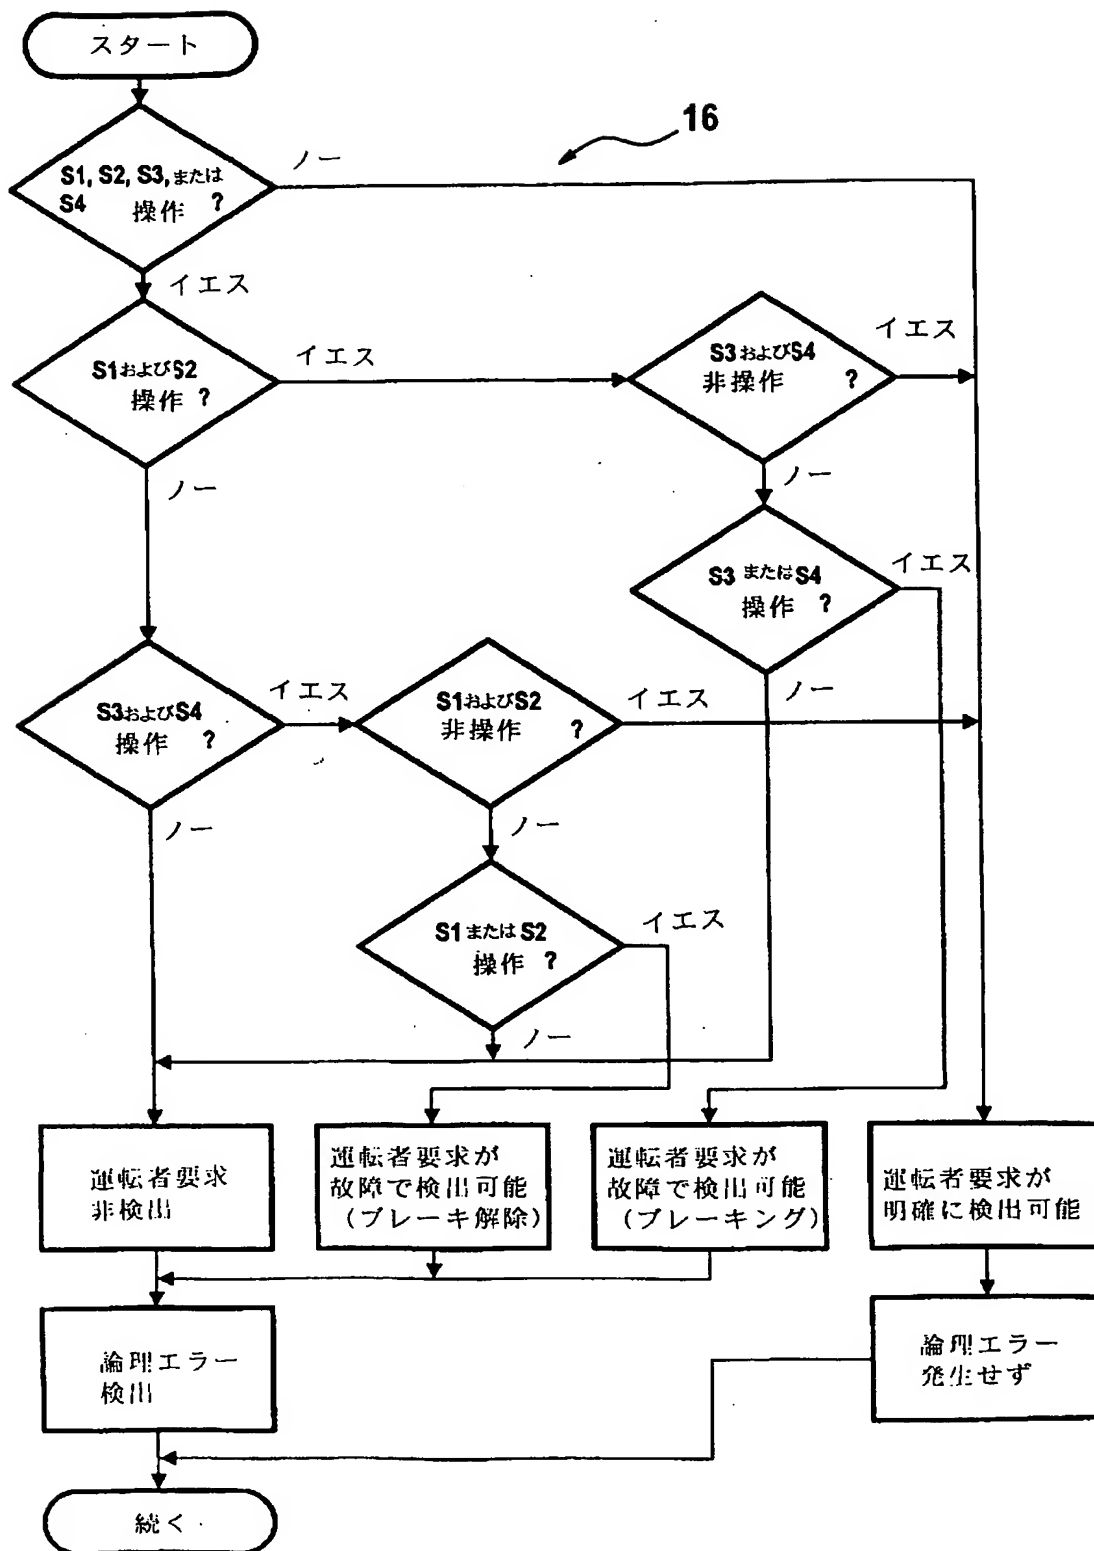 スタート
16
S1, S2, S3, または
S4 操作 ?
ノー
イエス
S1およびS2
操作 ?
イエス
S3およびS4
非操作 ?
イエス
ノー
ノー
S3 またはS4
操作 ?
イエス
ノー
S3およびS4
操作 ?
イエス
S1およびS2
非操作 ?
イエス
ノー
ノー
S1 または S2
操作 ?
イエス
ノー
運転者要求
非検出
運転者要求が
故障で検出可能
(ブレーキ解除)
運転者要求が
故障で検出可能
(ブレーキング)
運転者要求が
明確に検出可能
論理エラー
検出
論理エラー
発生せず
続く